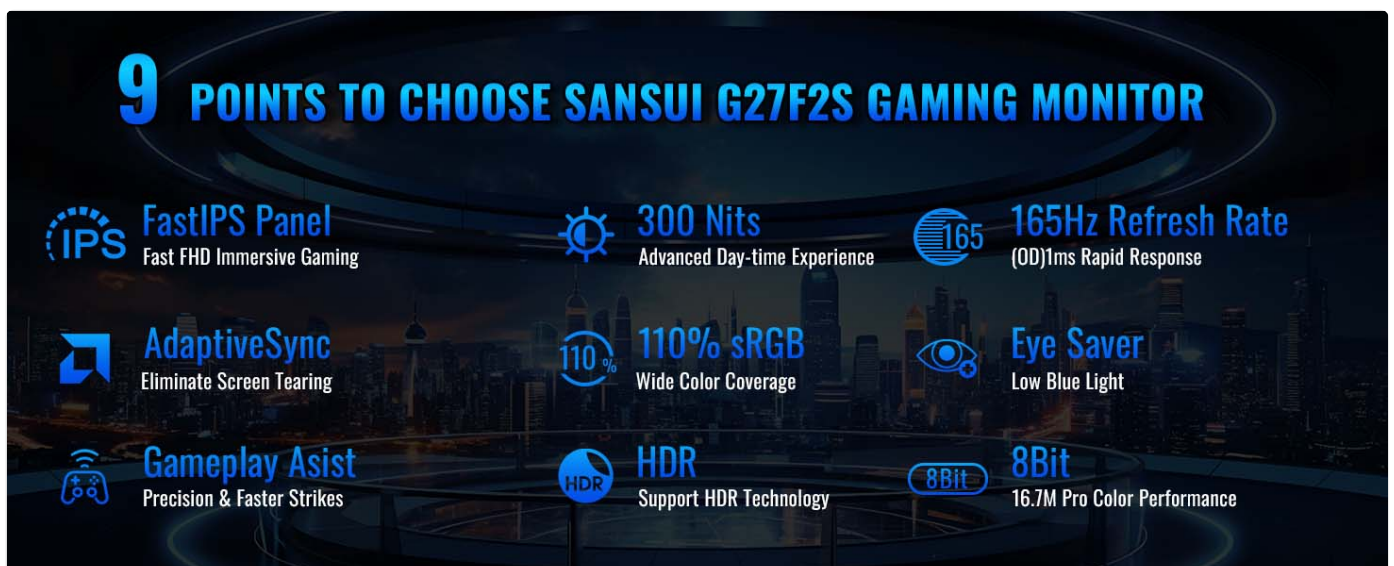 9 POINTS TO CHOOSE SANSUI G27F2S GAMING MONITOR
IPS
FastIPS Panel
Fast FHD Immersive Gaming
300 Nits
Advanced Day-time Experience
165
165Hz Refresh Rate
(OD)1ms Rapid Response
AdaptiveSync
Eliminate Screen Tearing
110 %
110% sRGB
Wide Color Coverage
Eye Saver
Low Blue Light
Gameplay Asist
Precision & Faster Strikes
HDR
HDR
Support HDR Technology
8Bit
8Bit
16.7M Pro Color Performance